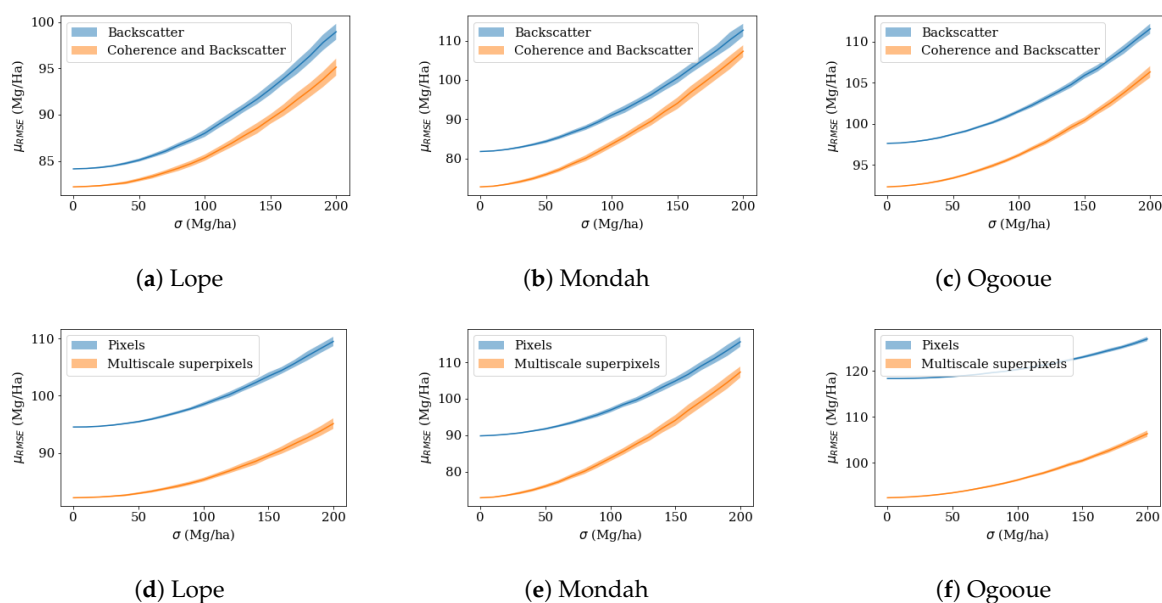 100
95
90
85
μRMSE (Mg/Ha)
Backscatter
Coherence and Backscatter
0 50 100 150 200
σ (Mg/ha)
(a) Lope
110
100
90
80
μRMSE (Mg/Ha)
Backscatter
Coherence and Backscatter
0 50 100 150 200
σ (Mg/ha)
(b) Mondah
110
105
100
95
μRMSE (Mg/Ha)
Backscatter
Coherence and Backscatter
0 50 100 150 200
σ (Mg/ha)
(c) Ogooue
110
100
90
μRMSE (Mg/Ha)
Pixels
Multiscale superpixels
0 50 100 150 200
σ (Mg/ha)
(d) Lope
110
100
90
80
μRMSE (Mg/Ha)
Pixels
Multiscale superpixels
0 50 100 150 200
σ (Mg/ha)
(e) Mondah
120
110
100
μRMSE (Mg/Ha)
Pixels
Multiscale superpixels
0 50 100 150 200
σ (Mg/ha)
(f) Ogooue